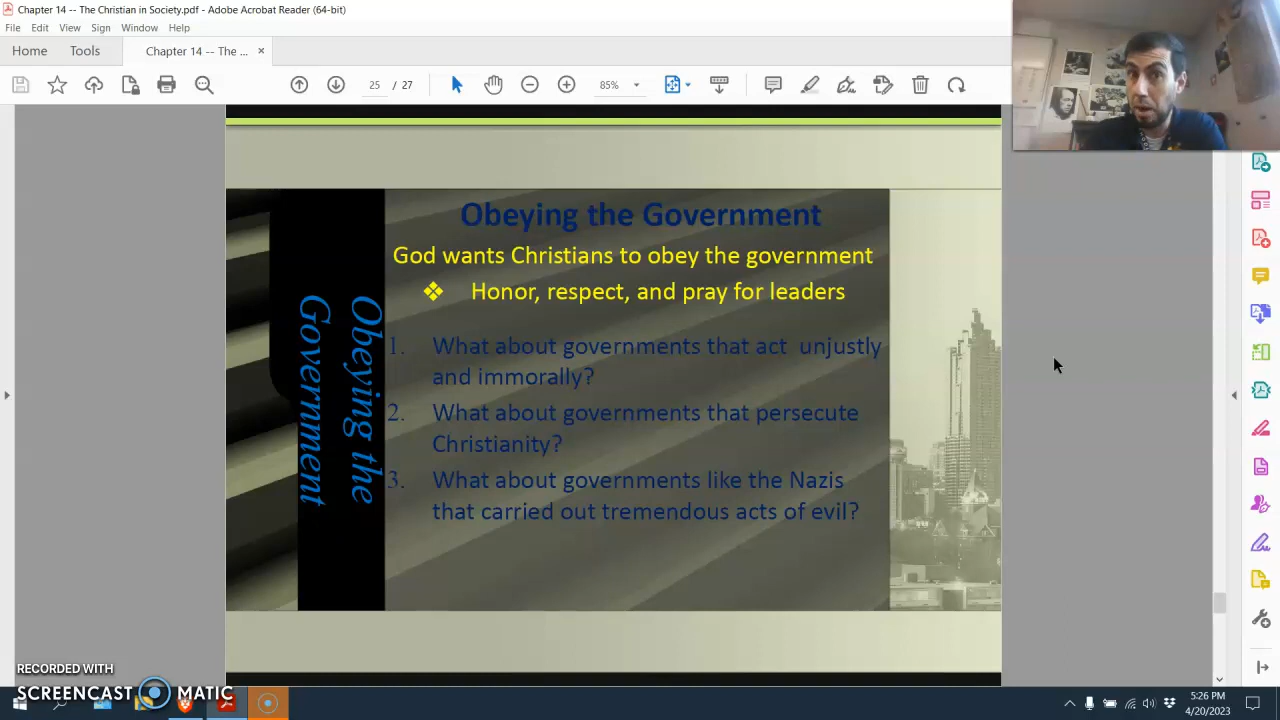 Chapter 14 -- The Christian in Society.pdf - Adobe Acrobat Reader (64-bit)
File Edit View Sign Window Help
Home Tools Chapter 14 -- The ... ×
25 / 27 85%
Obeying the Government
God wants Christians to obey the government
❖ Honor, respect, and pray for leaders
1. What about governments that act unjustly
and immorally?
2. What about governments that persecute
Christianity?
3. What about governments like the Nazis
that carried out tremendous acts of evil?
Obeying the
Government
RECORDED WITH
SCREENCAST MATIC
5:26 PM
4/20/2023